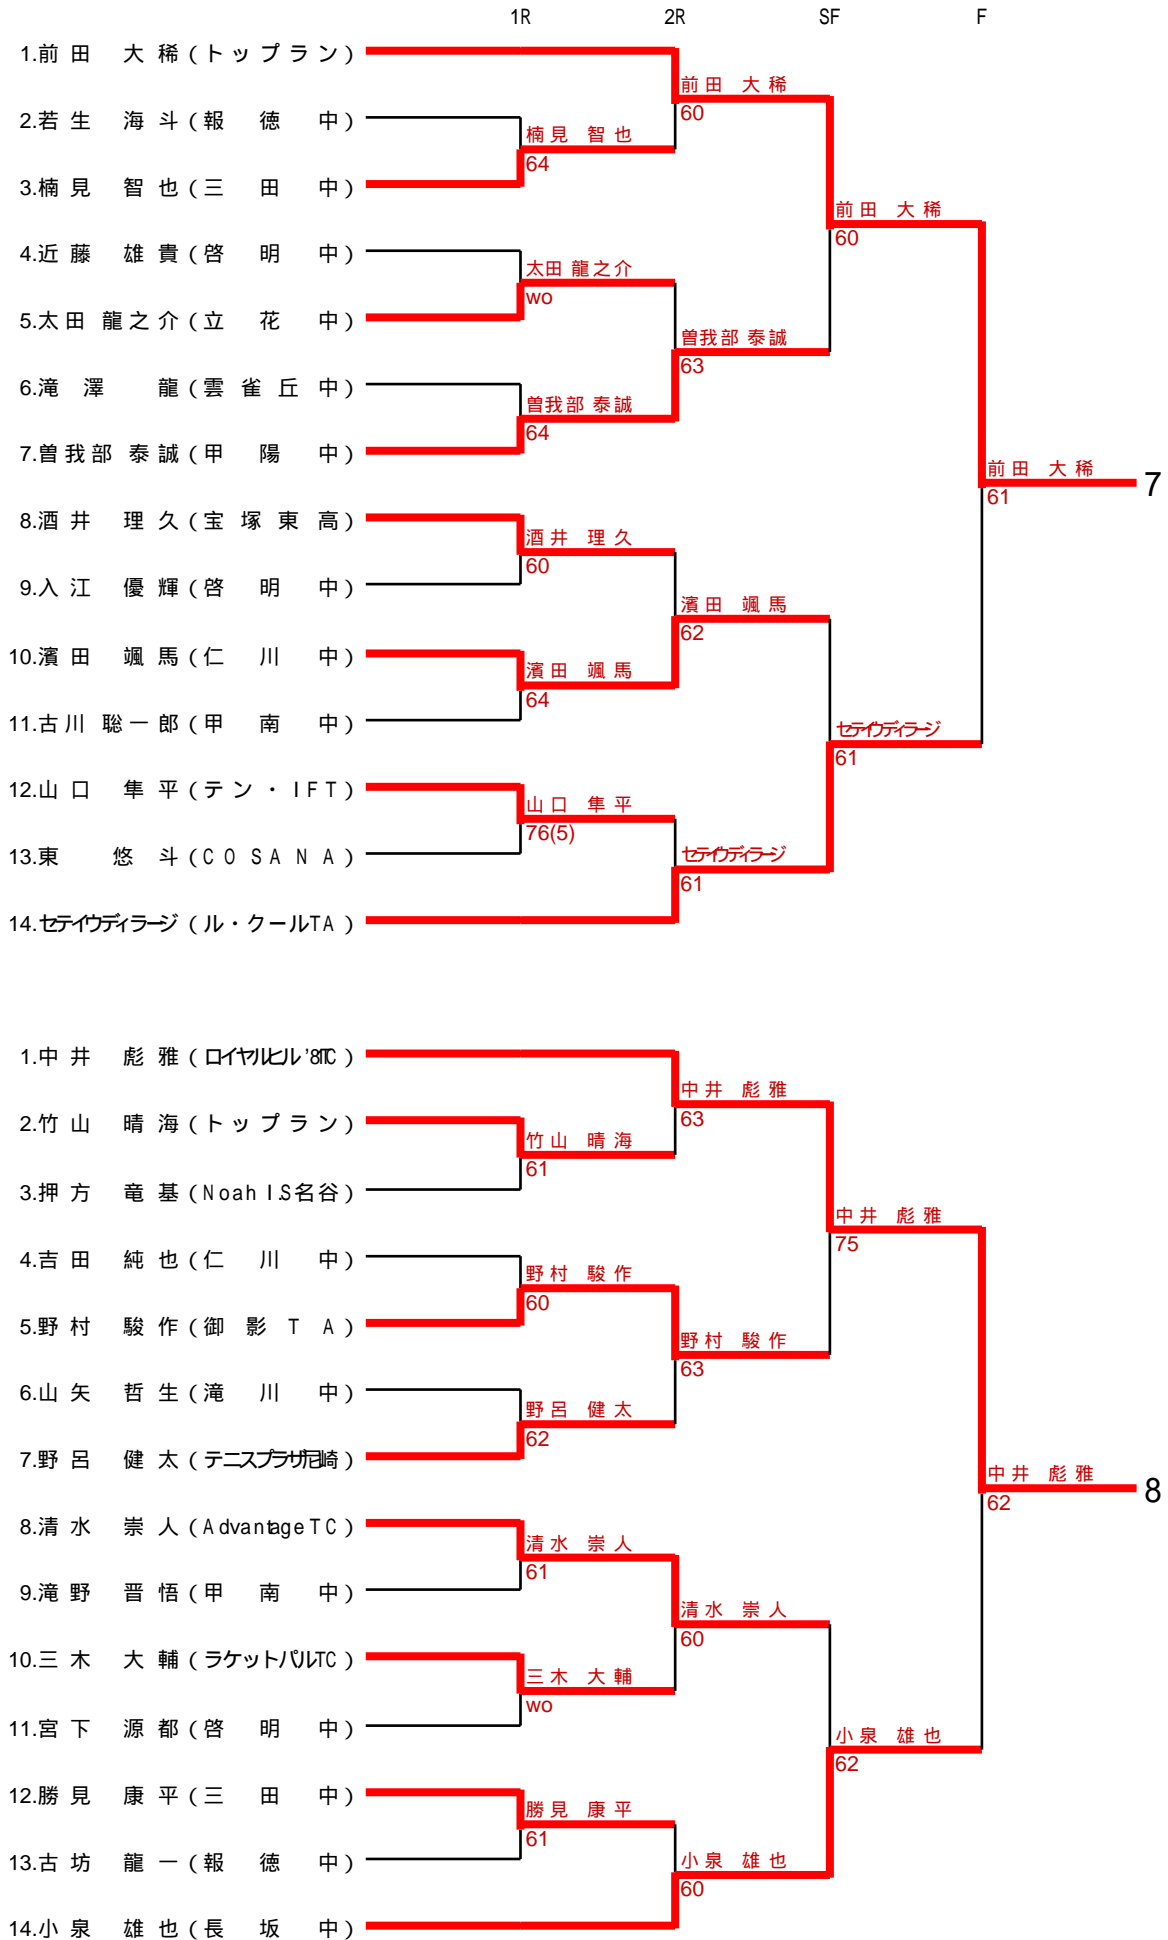 1R 2R SF F
1.前田 大稀(トップラン)
前田 大稀
60
2.若生 海斗(報徳中)
楠見 智也
64
3.楠見 智也(三田中)
前田 大稀
60
4.近藤 雄貴(啓明中)
太田 龍之介
wo
5.太田 龍之介(立花中)
曽我部 泰誠
63
6.滝澤 龍(雲雀丘中)
曽我部 泰誠
64
7.曽我部 泰誠(甲陽中)
前田 大稀
61
7
8.酒井 理久(宝塚東高)
酒井 理久
60
9.入江 優輝(啓明中)
濱田 颯馬
62
10.濱田 颯馬(仁川中)
濱田 颯馬
64
11.古川 聡一郎(甲南中)
セティウディラージ
61
12.山口 隼平(テン・IFT)
山口 隼平
76(5)
13.東 悠斗(COSANA)
セティウディラージ
61
14.セティウディラージ(ル・クールTA)
1.中井 彪雅(ロイヤルヒル'81TC)
中井 彪雅
63
2.竹山 晴海(トップラン)
竹山 晴海
61
3.押方 竜基(Noah I.S名谷)
中井 彪雅
75
4.吉田 純也(仁川中)
野村 駿作
60
5.野村 駿作(御影TA)
野村 駿作
63
6.山矢 哲生(滝川中)
野呂 健太
62
7.野呂 健太(テニスプラザ尼崎)
中井 彪雅
62
8
8.清水 崇人(Advantage TC)
清水 崇人
61
9.滝野 晋悟(甲南中)
清水 崇人
60
10.三木 大輔(ラケットパルTC)
三木 大輔
wo
11.宮下 源都(啓明中)
小泉 雄也
62
12.勝見 康平(三田中)
勝見 康平
61
13.古坊 龍一(報徳中)
小泉 雄也
60
14.小泉 雄也(長坂中)